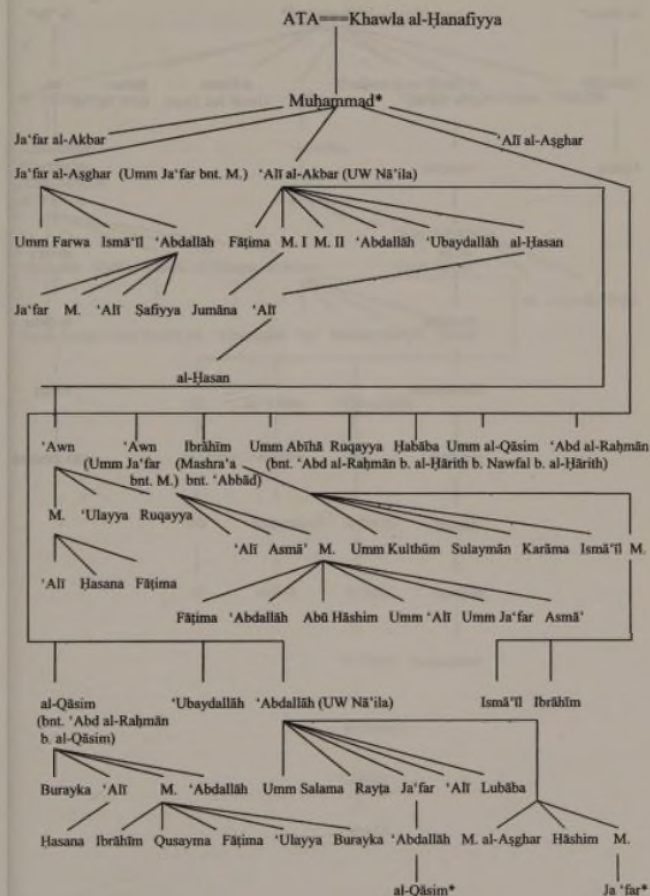 ATA===Khawla al-Ḥanafiyya
Muḥammad*
Ja‘far al-Akbar ‘Alī al-Aṣghar
Ja‘far al-Aṣghar (Umm Ja‘far bnt. M.) ‘Alī al-Akbar (UW Nā’ila)
Umm Farwa Ismā‘īl ‘Abdallāh Fāṭima M. I M. II ‘Abdallāh ‘Ubaydallāh al-Ḥasan
Ja‘far M. ‘Alī Ṣafiyya Jumāna ‘Alī
al-Ḥasan
‘Awn ‘Awn Ibrāhīm Umm Abīhā Ruqayya Ḥabāba Umm al-Qāsim ‘Abd al-Raḥmān
(Umm Ja‘far (Mashra‘a (bnt. ‘Abd al-Raḥmān b. al-Ḥārith b. Nawfal b. al-Ḥārith)
bnt. M.) bnt. ‘Abbād)
M. ‘Ulayya Ruqayya
‘Alī Asmā’ M. Umm Kulthūm Sulaymān Karāma Ismā‘īl M.
‘Alī Ḥasana Fāṭima
Fāṭima ‘Abdallāh Abū Hāshim Umm ‘Alī Umm Ja‘far Asmā’
al-Qāsim ‘Ubaydallāh ‘Abdallāh (UW Nā’ila) Ismā‘īl Ibrāhīm
(bnt. ‘Abd al-Raḥmān
b. al-Qāsim)
Burayka ‘Alī M. ‘Abdallāh Umm Salama Rayṭa Ja‘far ‘Alī Lubāba
Ḥasana Ibrāhīm Qusayma Fāṭima ‘Ulayya Burayka ‘Abdallāh M. al-Aṣghar Hāshim M.
al-Qāsim* Ja ‘far*